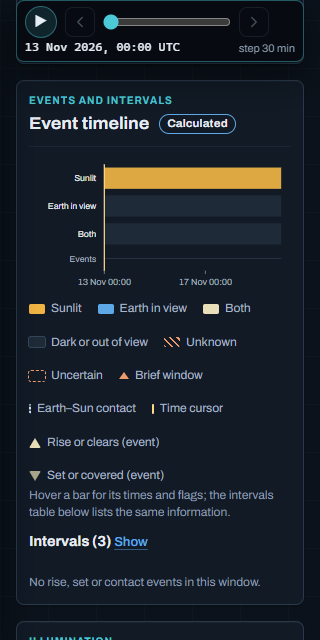 13 Nov 2026, 00:00 UTC
step 30 min
EVENTS AND INTERVALS
Event timeline
Calculated
Sunlit
Earth in view
Both
Events
13 Nov 00:00
17 Nov 00:00
Sunlit
Earth in view
Both
Dark or out of view
Unknown
Uncertain
Brief window
Earth–Sun contact
Time cursor
Rise or clears (event)
Set or covered (event)
Hover a bar for its times and flags; the intervals
table below lists the same information.
Intervals (3) Show
No rise, set or contact events in this window.